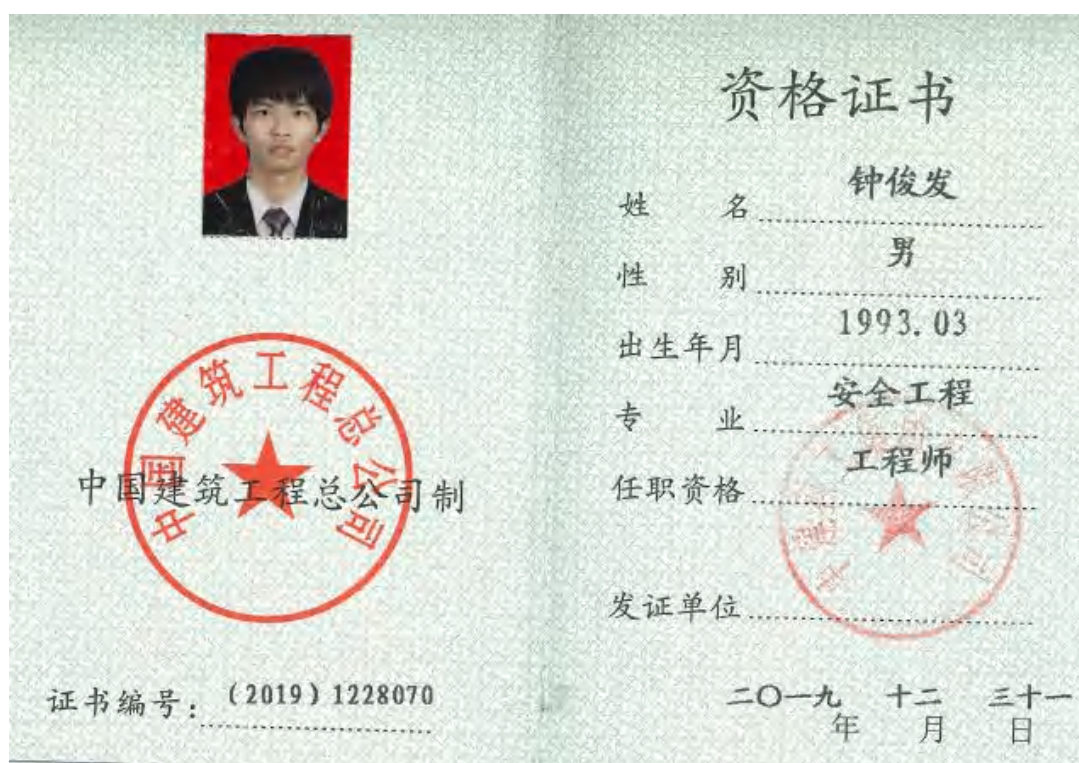 中国建筑工程总公司
中国建筑工程总公司制
证书编号：（2019）1228070
资格证书
姓 名 钟俊发
性 别 男
出生年月 1993.03
专 业 安全工程
任职资格 工程师
发证单位
二〇一九年 十二月 三十一日